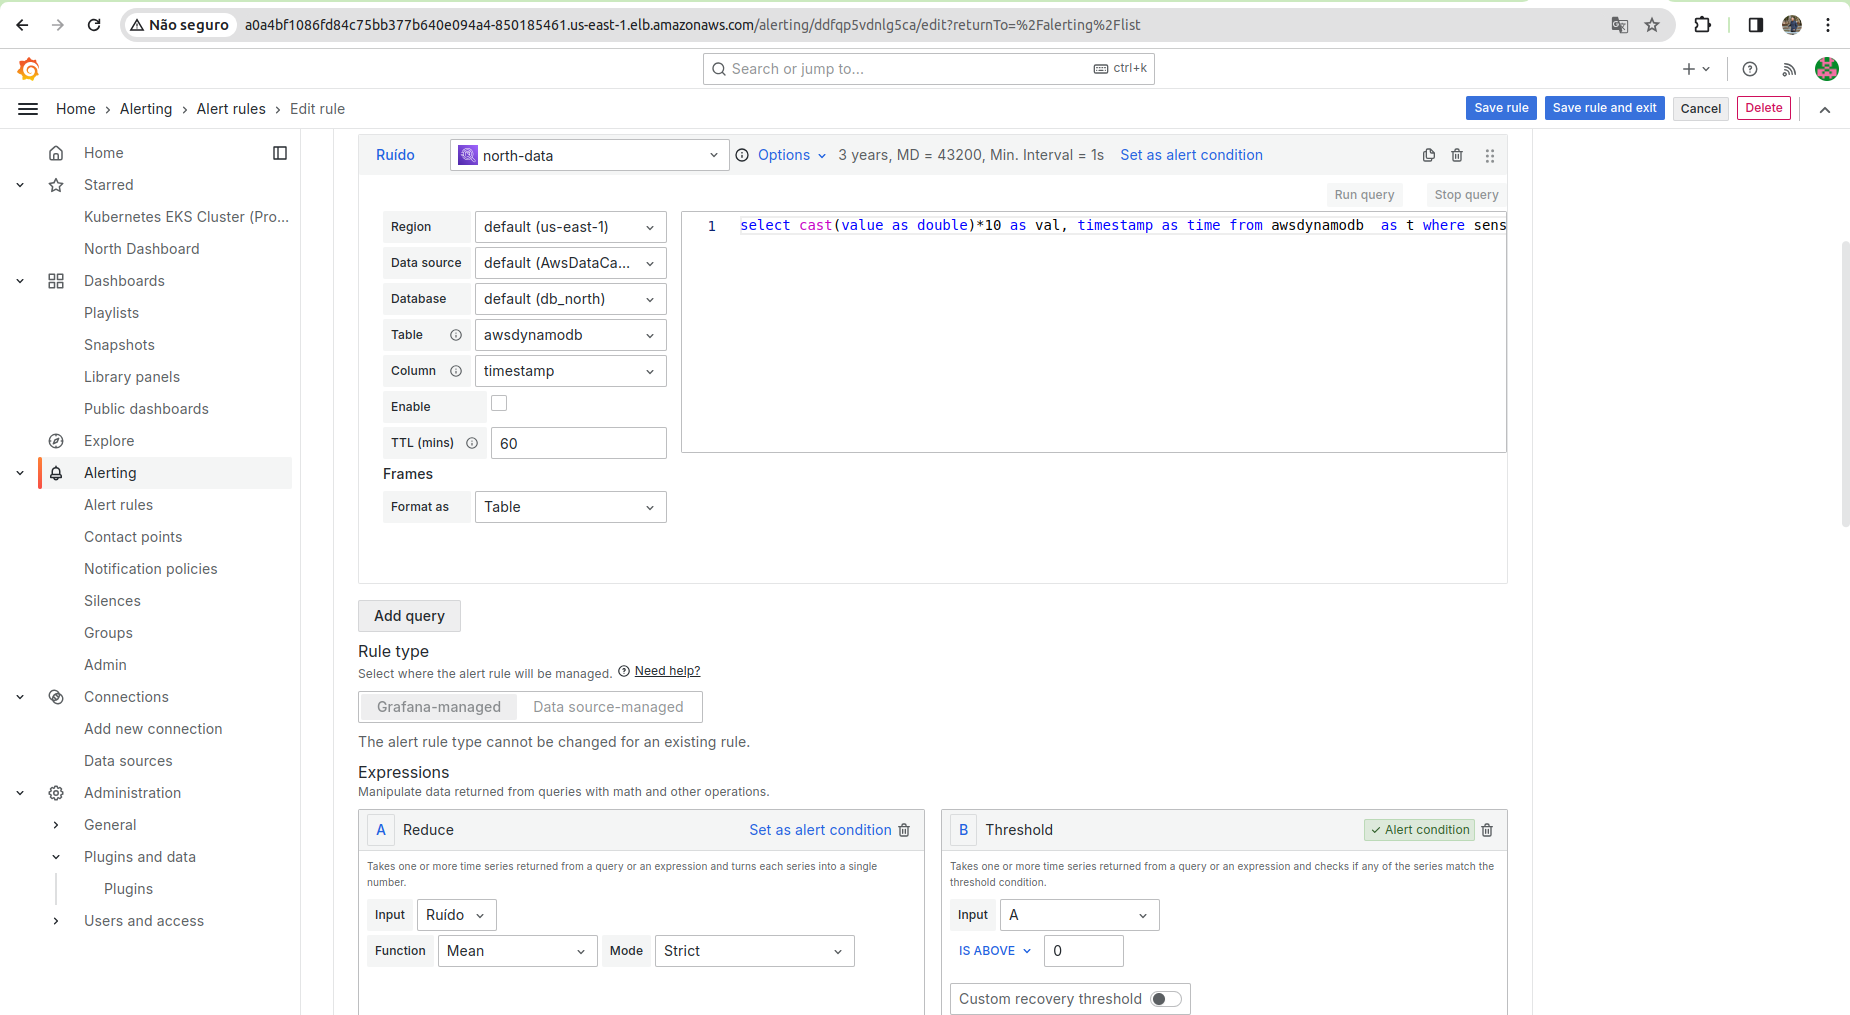 Não seguro
a0a4bf1086fd84c75bb377b640e094a4-850185461.us-east-1.elb.amazonaws.com/alerting/ddfqp5vdnlg5ca/edit?returnTo=%2Falerting%2Flist
Search or jump to...
ctrl+k
Home > Alerting > Alert rules > Edit rule
Save rule
Save rule and exit
Cancel
Delete
Home
Starred
Kubernetes EKS Cluster (Pro...
North Dashboard
Dashboards
Playlists
Snapshots
Library panels
Public dashboards
Explore
Alerting
Alert rules
Contact points
Notification policies
Silences
Groups
Admin
Connections
Add new connection
Data sources
Administration
General
Plugins and data
Plugins
Users and access
Ruído
north-data
Options
3 years, MD = 43200, Min. Interval = 1s
Set as alert condition
Run query
Stop query
Region
default (us-east-1)
Data source
default (AwsDataCa...
Database
default (db_north)
Table
awsdynamodb
Column
timestamp
Enable
TTL (mins)
60
Frames
Format as
Table
1
select cast(value as double)*10 as val, timestamp as time from awsdynamodb  as t where sens
Add query
Rule type
Select where the alert rule will be managed.
Need help?
Grafana-managed
Data source-managed
The alert rule type cannot be changed for an existing rule.
Expressions
Manipulate data returned from queries with math and other operations.
A
Reduce
Set as alert condition
Takes one or more time series returned from a query or an expression and turns each series into a single
number.
Input
Ruído
Function
Mean
Mode
Strict
B
Threshold
Alert condition
Takes one or more time series returned from a query or an expression and checks if any of the series match the
threshold condition.
Input
A
IS ABOVE
0
Custom recovery threshold